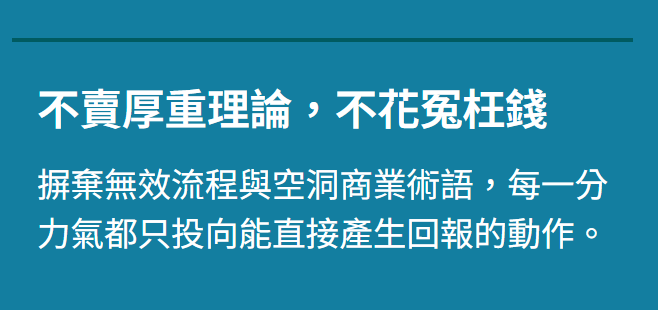 不賣厚重理論，不花冤枉錢
摒棄無效流程與空洞商業術語，每一分
力氣都只投向能直接產生回報的動作。